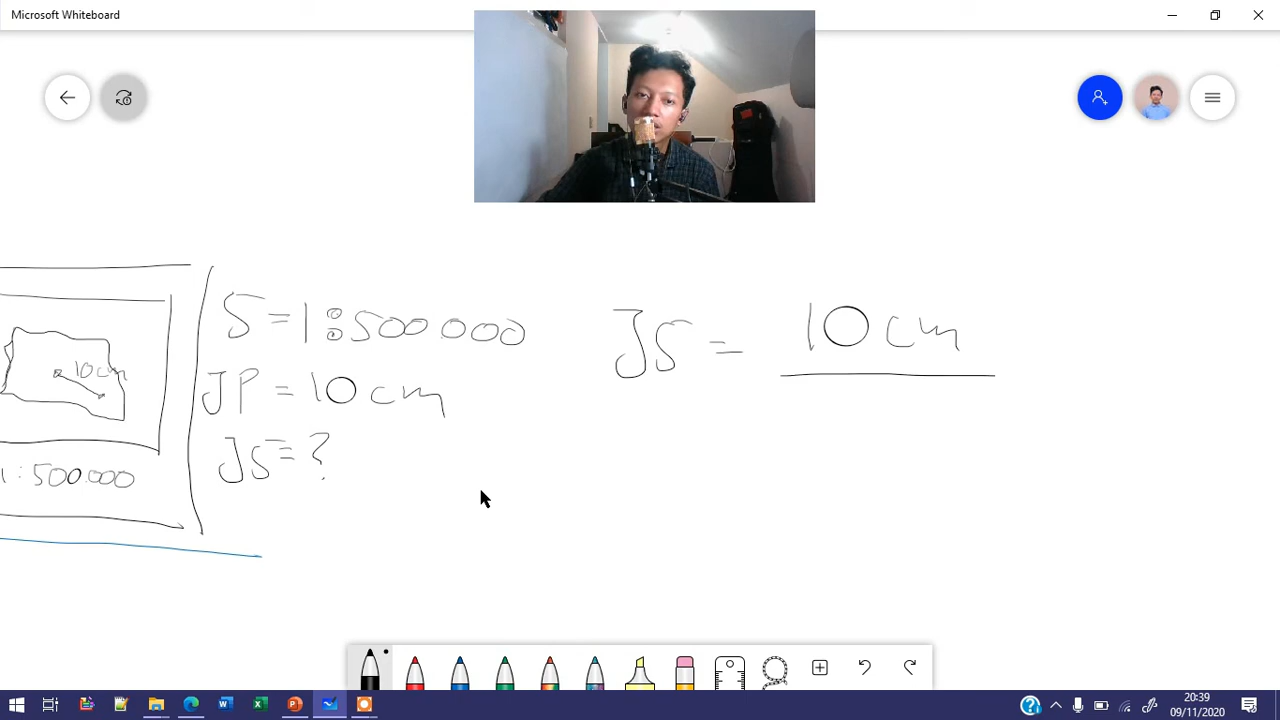 Microsoft Whiteboard
10 cm
1:500.000
S = 1:500.000
JP = 10 cm
JS = ?
JS = 10 cm
20:39
09/11/2020